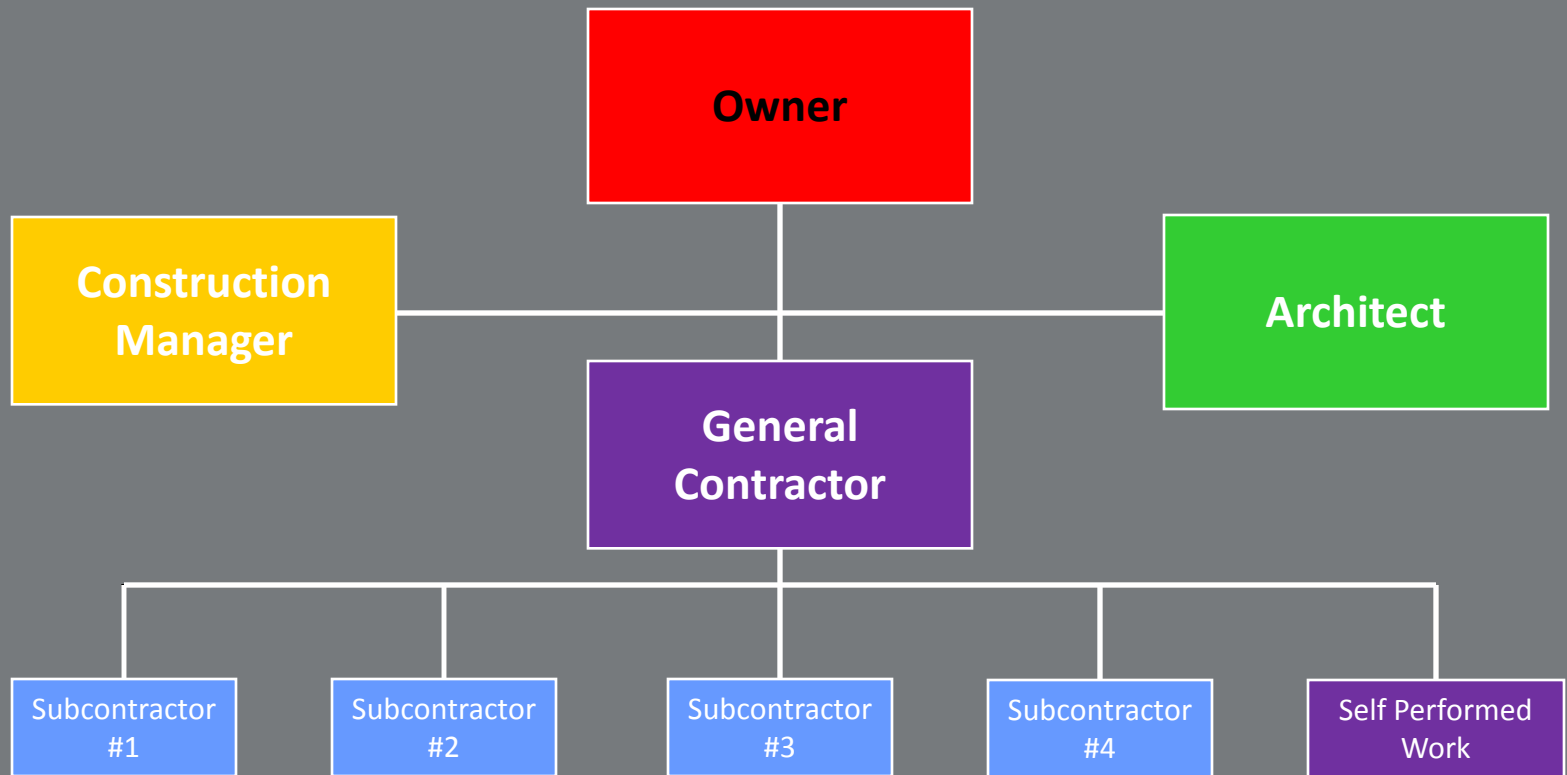 Owner
Construction
Manager
Architect
General
Contractor
Subcontractor
#1
Subcontractor
#2
Subcontractor
#3
Subcontractor
#4
Self Performed
Work